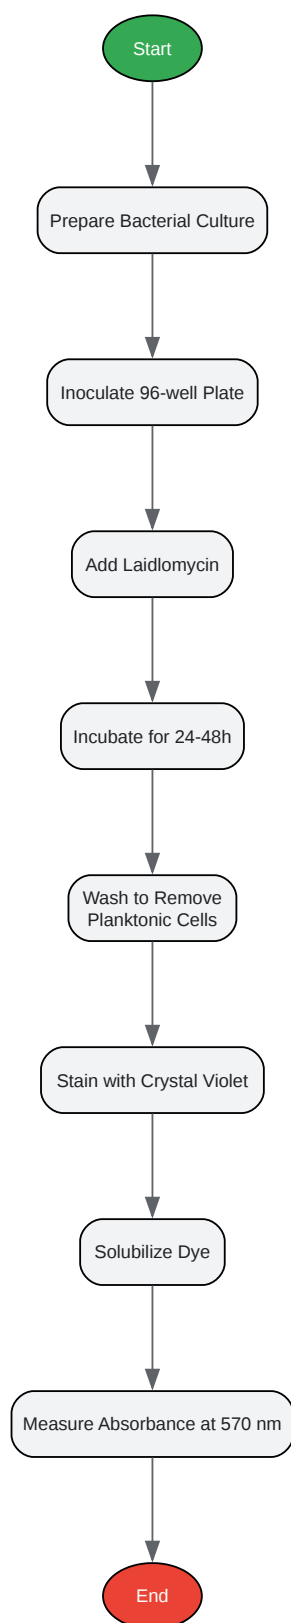 Start
Prepare Bacterial Culture
Inoculate 96-well Plate
Add Laidlomycin
Incubate for 24-48h
Wash to Remove
Planktonic Cells
Stain with Crystal Violet
Solubilize Dye
Measure Absorbance at 570 nm
End